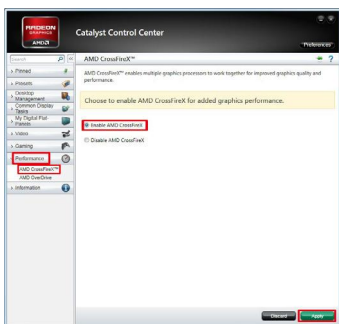 RADEON
GRAPHICS
AMD
Catalyst Control Center
Preferences
Search
AMD CrossFireX™
Pinned
Presets
Desktop
Management
Common Display
Tasks
My Digital Flat-
Panels
Video
Gaming
Performance
AMD CrossFireX™
AMD OverDrive
Information
AMD CrossFireX™ enables multiple graphics processors to work together for improved graphics quality and
performance.
Choose to enable AMD CrossFireX for added graphics performance.
Enable AMD CrossFireX
Disable AMD CrossFireX
Discard
Apply